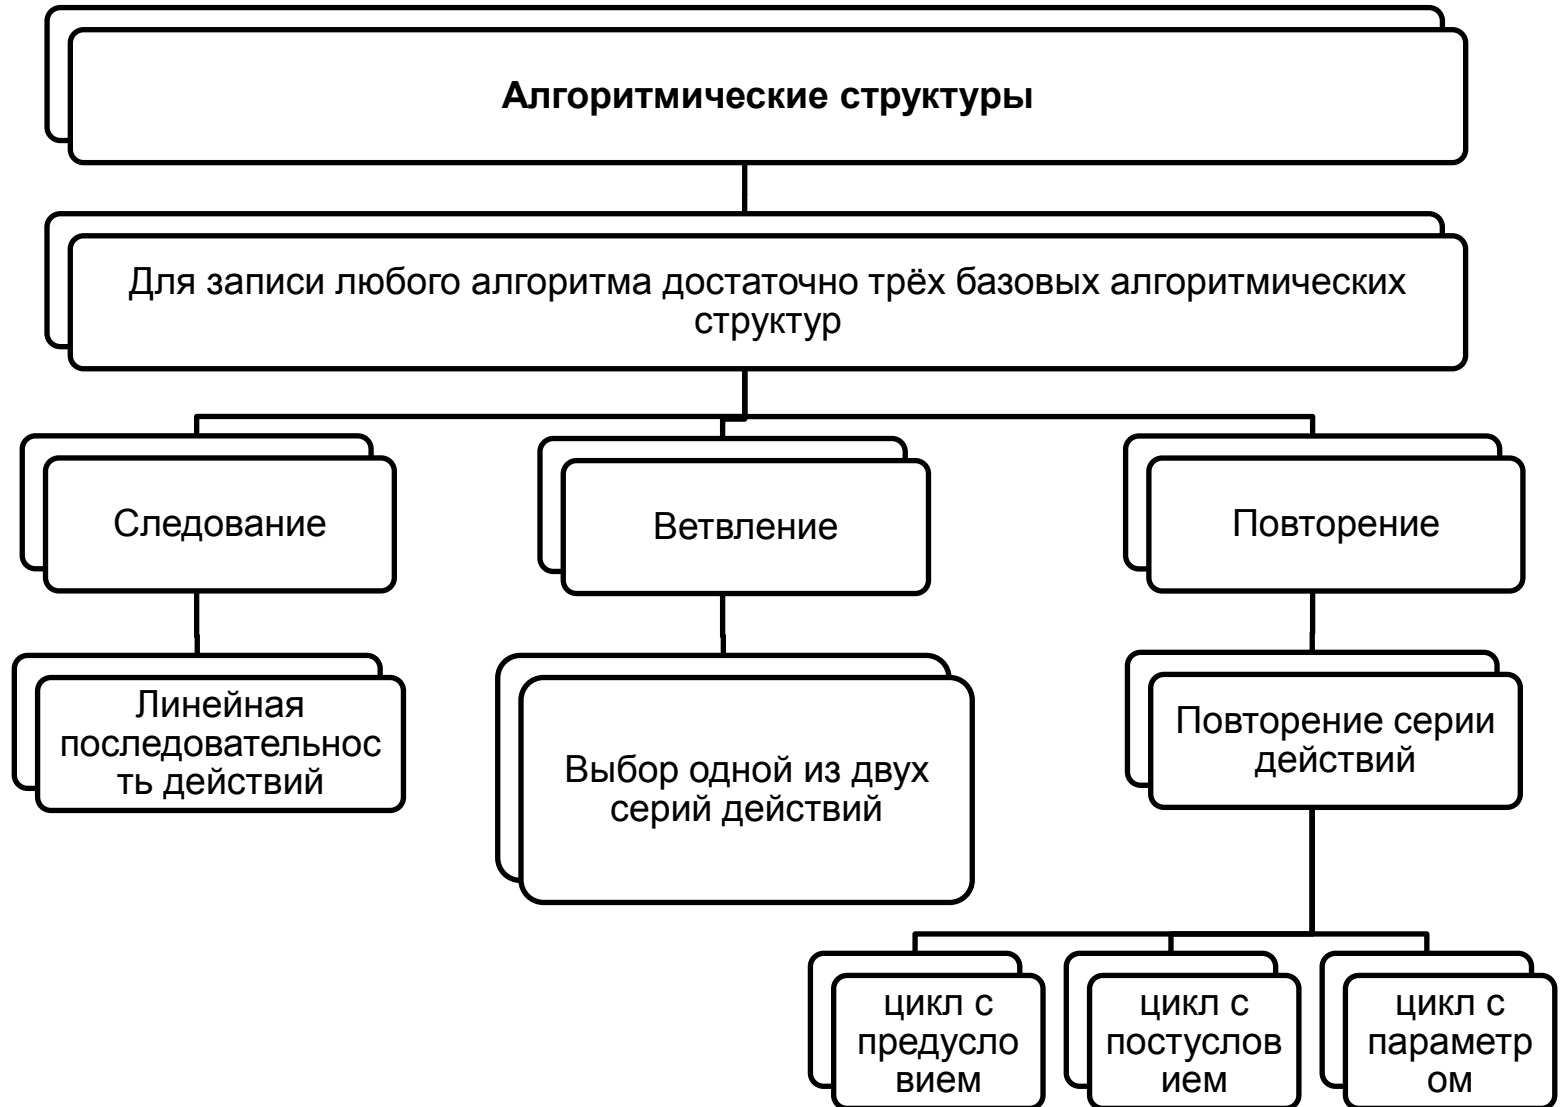 Алгоритмические структуры
Для записи любого алгоритма достаточно трёх базовых алгоритмических
структур
Следование
Ветвление
Повторение
Линейная
последовательнос
ть действий
Выбор одной из двух
серий действий
Повторение серии
действий
цикл с
предусло
вием
цикл с
постуслов
ием
цикл с
параметр
ом